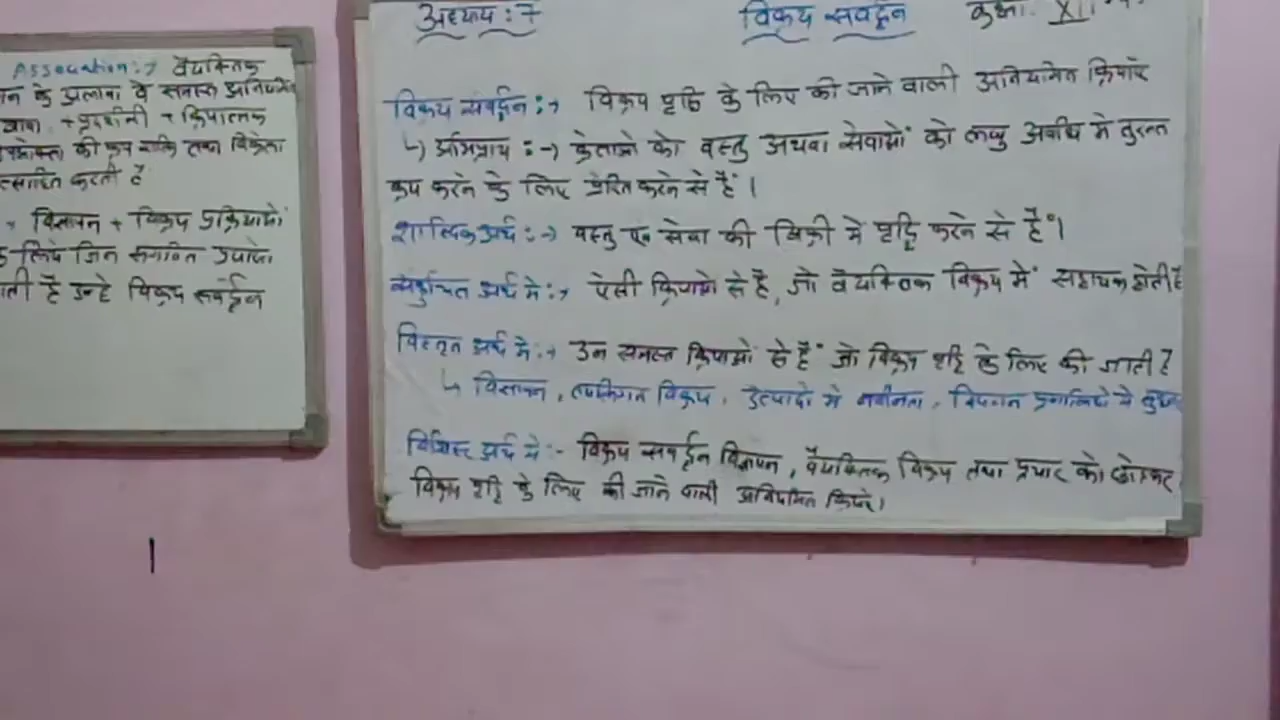 Association :→ वैयक्तिक
के अलावा वे समस्त अनियमित
+ प्रदर्शनी + क्रियात्मक
की क्रय शक्ति तथा विक्रेता
करती है
+ विज्ञापन + विक्रय प्रक्रियाओं
लिये जिन
है उन्हे विक्रय संवर्द्धन
अध्याय : 7 विक्रय संवर्द्धन कक्षा. XII
विक्रय संवर्द्धन :→ विक्रय वृद्धि के लिए की जाने वाली अनियमित क्रियाएँ
↳ अभिप्राय :→ क्रेताओं को वस्तु अथवा सेवाओं को लघु अवधि मे तुरन्त
क्रय करने के लिए प्रेरित करने से हैं ।
शाब्दिक अर्थ :→ वस्तु एवं सेवा की बिक्री मे वृद्धि करने से हैं ।
संकुचित अर्थ मे :→ ऐसी क्रियाओं से है, जो वैयक्तिक विक्रय में सहायक होती है
विस्तृत अर्थ मे :→ उन समस्त क्रियाओं से हैं जो विक्रय वृद्धि के लिए की जाती है
↳ विज्ञापन, व्यक्तिगत विक्रय, उत्पादो मे नवीनता, विपणन प्रणालियो मे सुधार
विशिष्ट अर्थ मे :- विक्रय संवर्द्धन विज्ञापन, वैयक्तिक विक्रय तथा प्रचार को छोड़कर
विक्रय वृद्धि के लिए की जाने वाली अनियमित क्रियाएं।